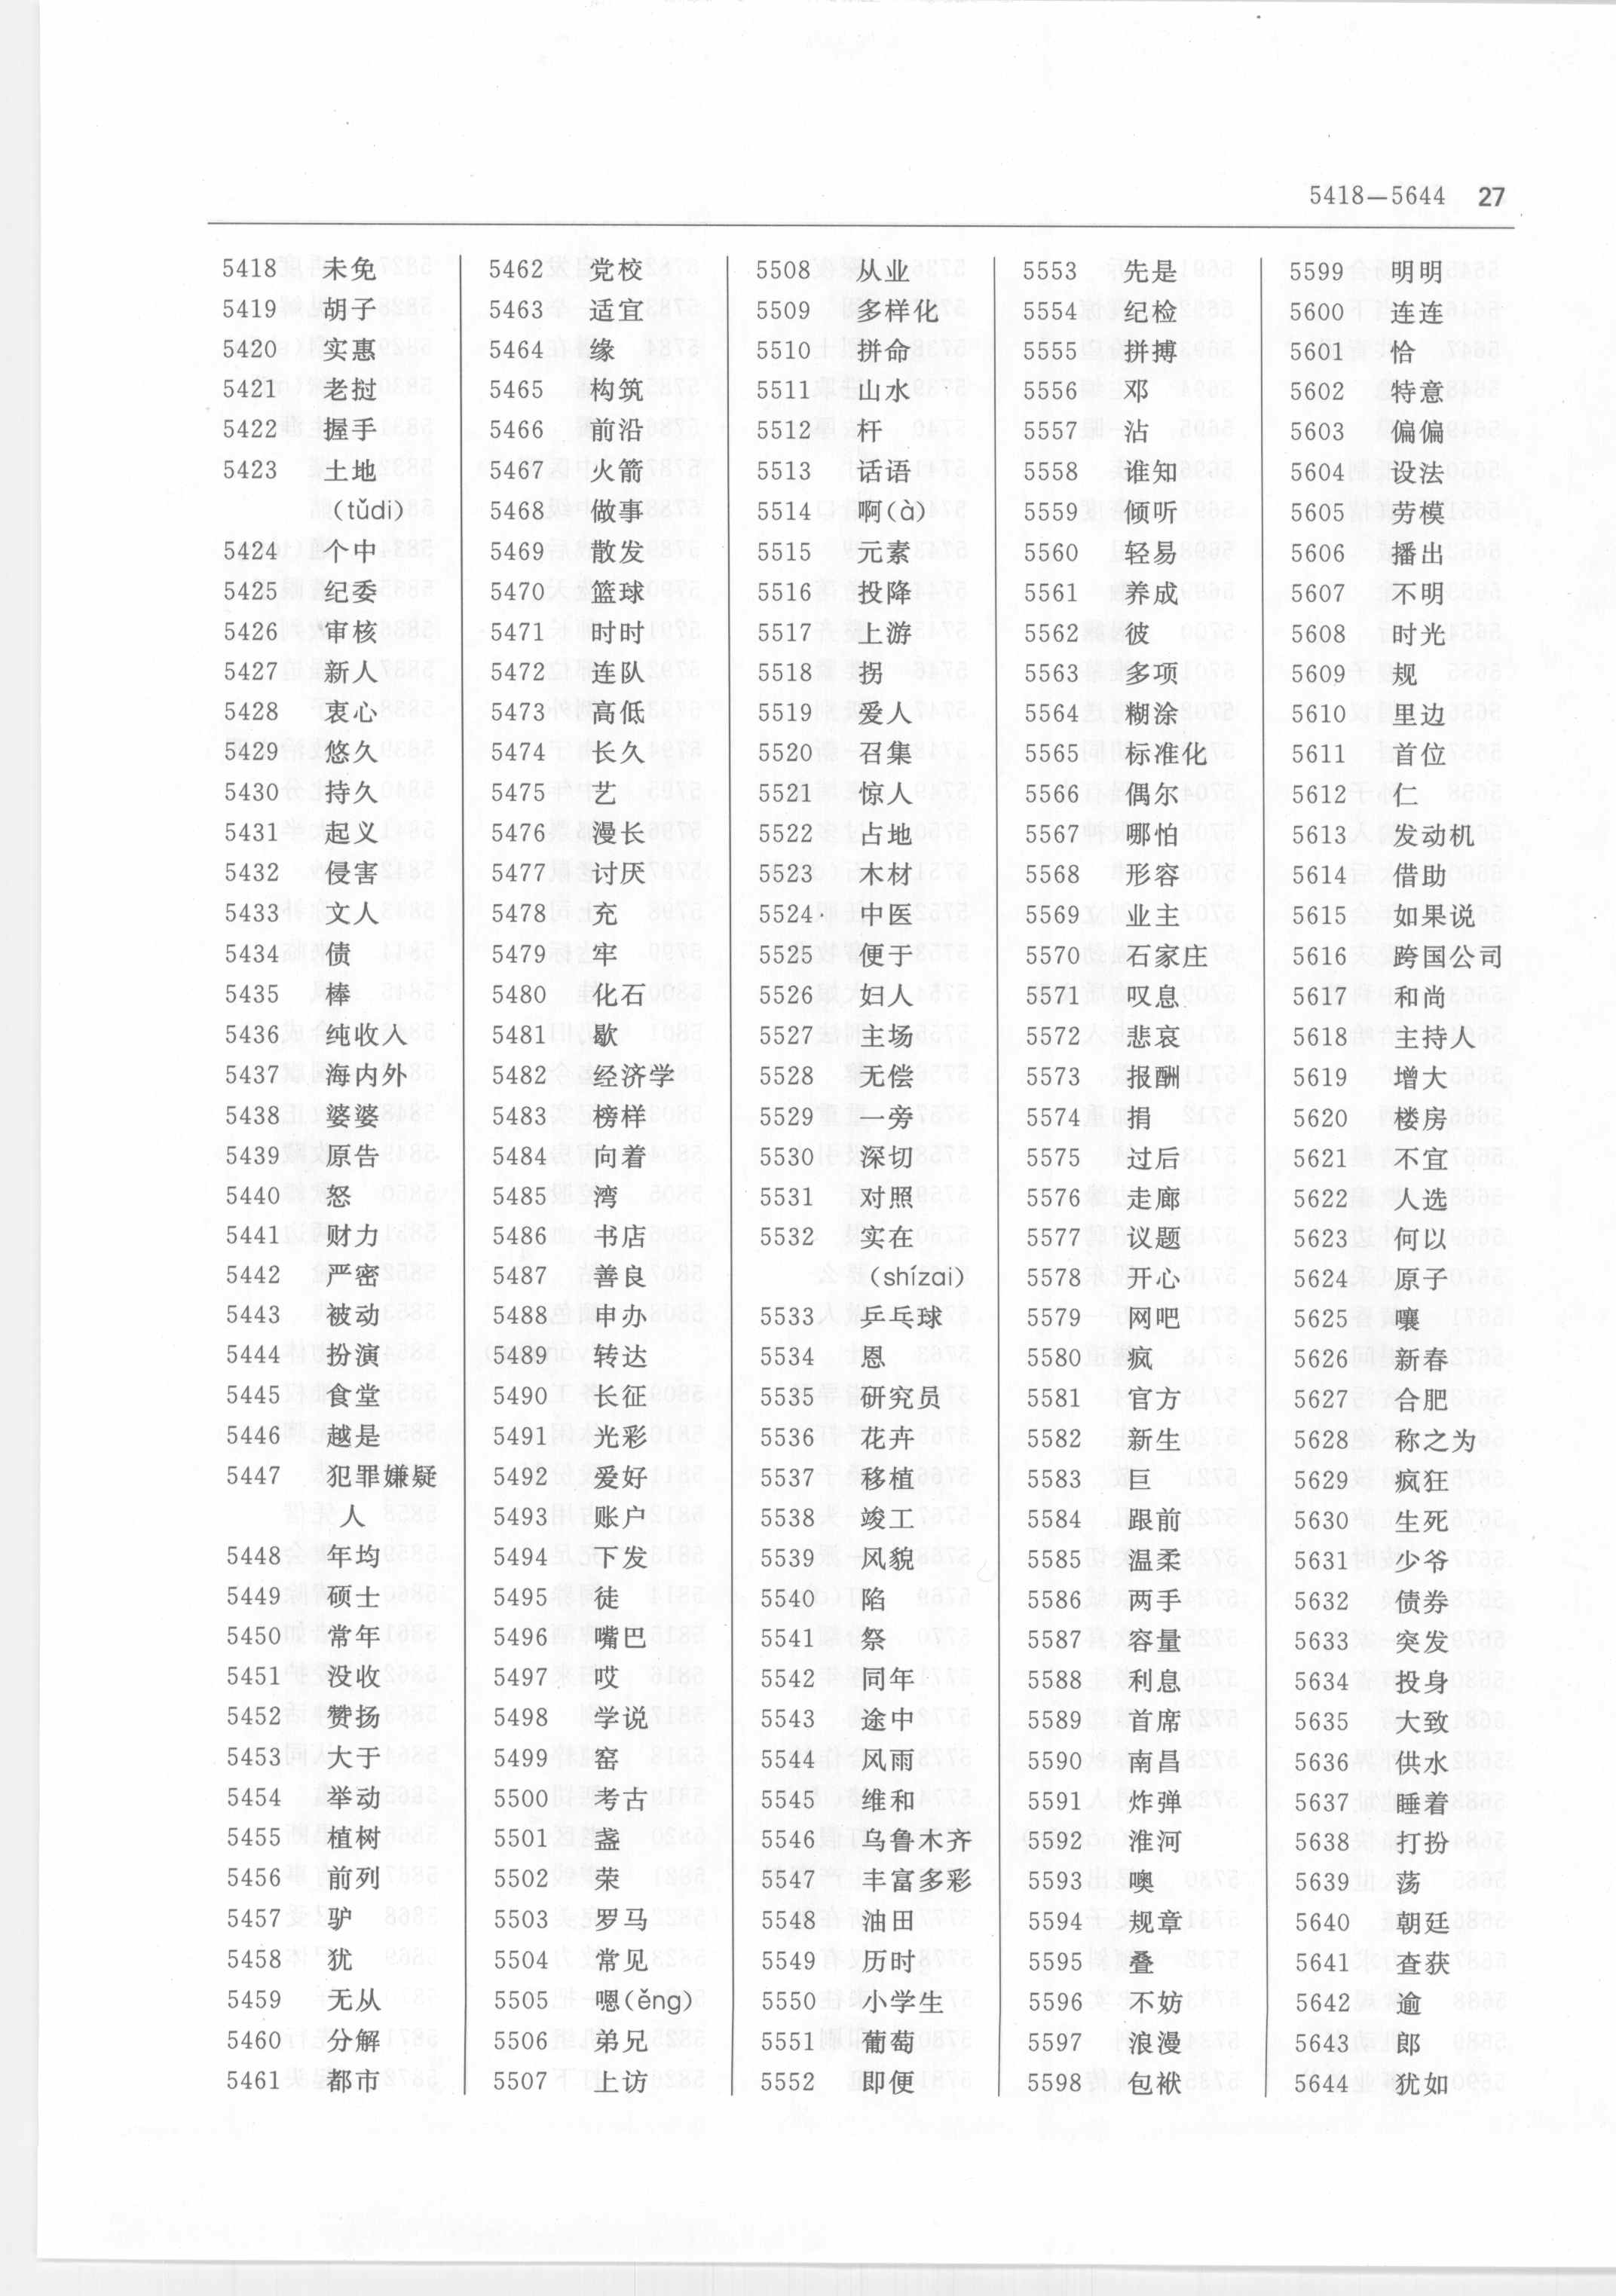 5418—5644 27
5418 未免
5419 胡子
5420 实惠
5421 老挝
5422 握手
5423 土地
(tǔdi)
5424 个中
5425 纪委
5426 审核
5427 新人
5428 衷心
5429 悠久
5430 持久
5431 起义
5432 侵害
5433 文人
5434 债
5435 棒
5436 纯收入
5437 海内外
5438 婆婆
5439 原告
5440 怒
5441 财力
5442 严密
5443 被动
5444 扮演
5445 食堂
5446 越是
5447 犯罪嫌疑
人
5448 年均
5449 硕士
5450 常年
5451 没收
5452 赞扬
5453 大于
5454 举动
5455 植树
5456 前列
5457 驴
5458 犹
5459 无从
5460 分解
5461 都市
5462 党校
5463 适宜
5464 缘
5465 构筑
5466 前沿
5467 火箭
5468 做事
5469 散发
5470 篮球
5471 时时
5472 连队
5473 高低
5474 长久
5475 艺
5476 漫长
5477 讨厌
5478 充
5479 牢
5480 化石
5481 歇
5482 经济学
5483 榜样
5484 向着
5485 湾
5486 书店
5487 善良
5488 申办
5489 转达
5490 长征
5491 光彩
5492 爱好
5493 账户
5494 下发
5495 徒
5496 嘴巴
5497 哎
5498 学说
5499 窑
5500 考古
5501 盏
5502 荣
5503 罗马
5504 常见
5505 嗯(ěng)
5506 弟兄
5507 上访
5508 从业
5509 多样化
5510 拼命
5511 山水
5512 杆
5513 话语
5514 啊(à)
5515 元素
5516 投降
5517 上游
5518 拐
5519 爱人
5520 召集
5521 惊人
5522 占地
5523 木材
5524 中医
5525 便于
5526 妇人
5527 主场
5528 无偿
5529 一旁
5530 深切
5531 对照
5532 实在
(shízai)
5533 乒乓球
5534 恩
5535 研究员
5536 花卉
5537 移植
5538 竣工
5539 风貌
5540 陷
5541 祭
5542 同年
5543 途中
5544 风雨
5545 维和
5546 乌鲁木齐
5547 丰富多彩
5548 油田
5549 历时
5550 小学生
5551 葡萄
5552 即便
5553 先是
5554 纪检
5555 拼搏
5556 邓
5557 沾
5558 谁知
5559 倾听
5560 轻易
5561 养成
5562 彼
5563 多项
5564 糊涂
5565 标准化
5566 偶尔
5567 哪怕
5568 形容
5569 业主
5570 石家庄
5571 叹息
5572 悲哀
5573 报酬
5574 捐
5575 过后
5576 走廊
5577 议题
5578 开心
5579 网吧
5580 疯
5581 官方
5582 新生
5583 巨
5584 跟前
5585 温柔
5586 两手
5587 容量
5588 利息
5589 首席
5590 南昌
5591 炸弹
5592 淮河
5593 噢
5594 规章
5595 叠
5596 不妨
5597 浪漫
5598 包袱
5599 明明
5600 连连
5601 恰
5602 特意
5603 偏偏
5604 设法
5605 劳模
5606 播出
5607 不明
5608 时光
5609 规
5610 里边
5611 首位
5612 仁
5613 发动机
5614 借助
5615 如果说
5616 跨国公司
5617 和尚
5618 主持人
5619 增大
5620 楼房
5621 不宜
5622 人选
5623 何以
5624 原子
5625 嚷
5626 新春
5627 合肥
5628 称之为
5629 疯狂
5630 生死
5631 少爷
5632 债券
5633 突发
5634 投身
5635 大致
5636 供水
5637 睡着
5638 打扮
5639 荡
5640 朝廷
5641 查获
5642 逾
5643 郎
5644 犹如